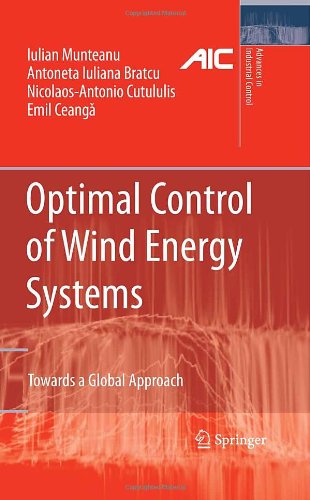 Iulian Munteanu
Antoneta Iuliana Bratcu
Nicolaos-Antonio Cutululis
Emil Ceangă
AIC
Advances in
Industrial Control
Optimal Control
of Wind Energy
Systems
Towards a Global Approach
Springer